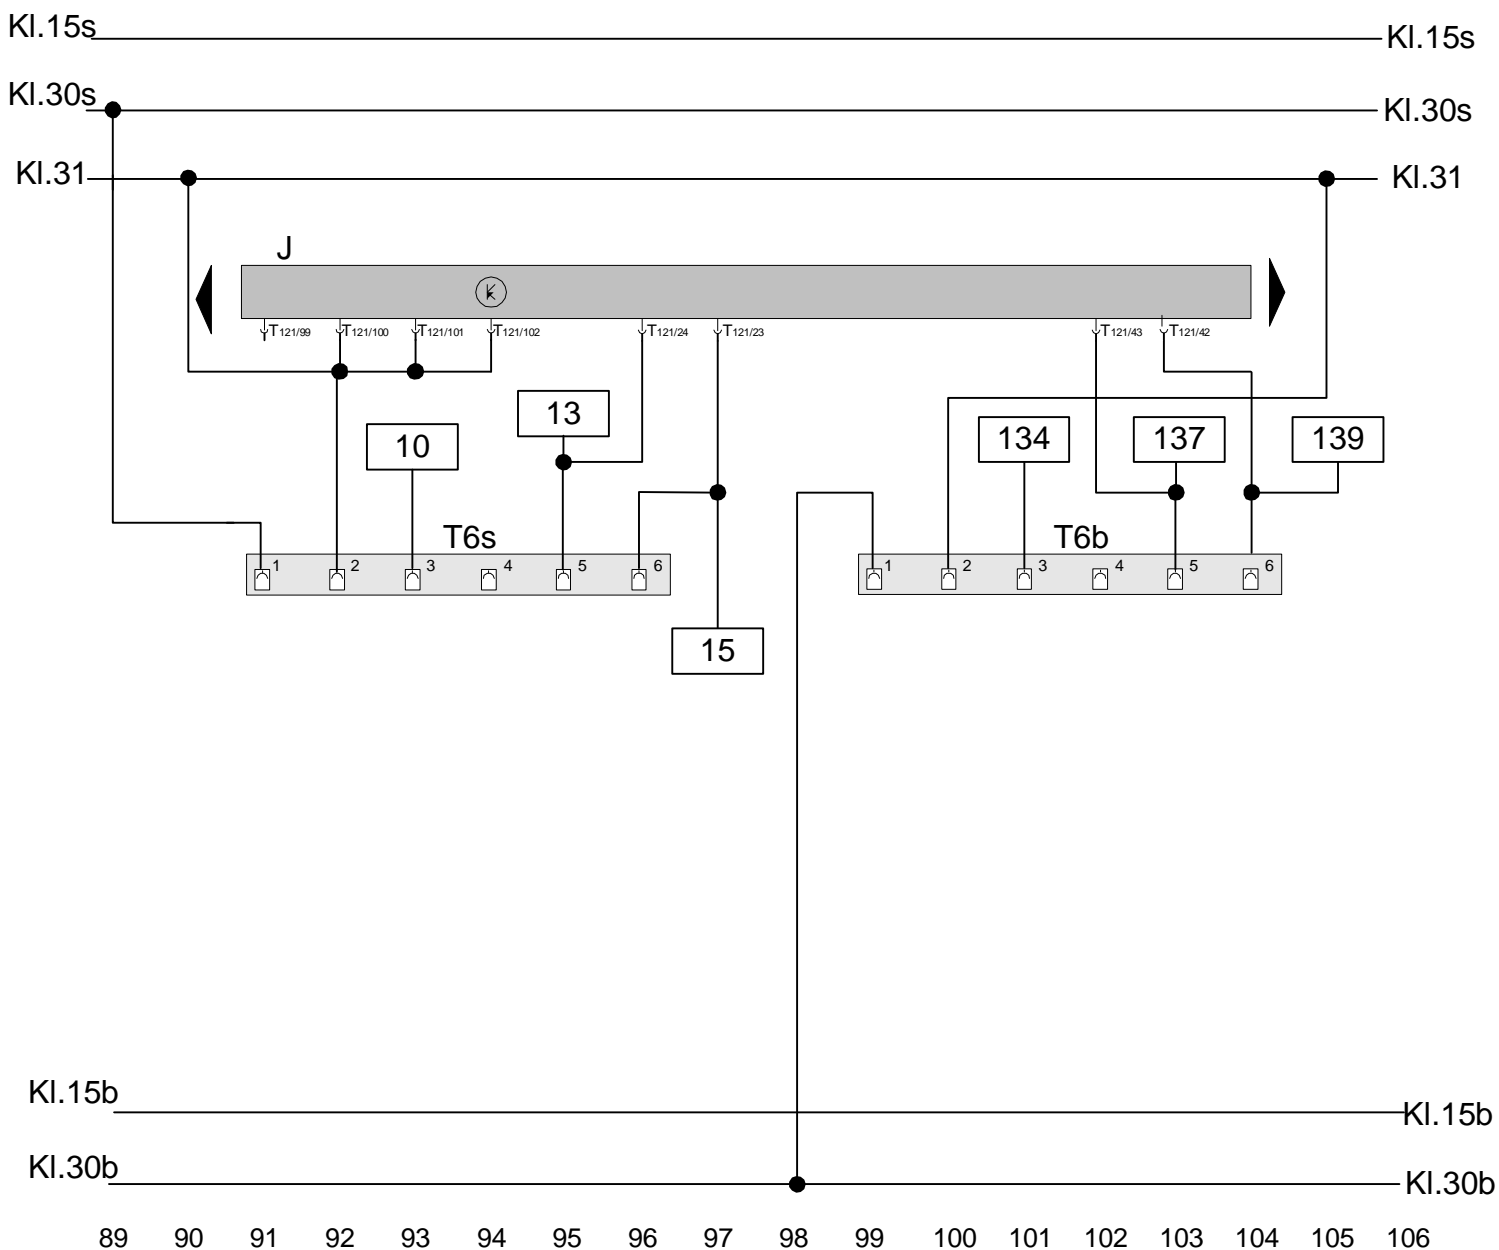 Kl.15s Kl.15s
Kl.30s Kl.30s
Kl.31 Kl.31
J
K
T121/99 T121/100 T121/101 T121/102 T121/24 T121/23 T121/43 T121/42
13
10 134 137 139
T6s T6b
1 2 3 4 5 6 1 2 3 4 5 6
15
Kl.15b Kl.15b
Kl.30b Kl.30b
89 90 91 92 93 94 95 96 97 98 99 100 101 102 103 104 105 106